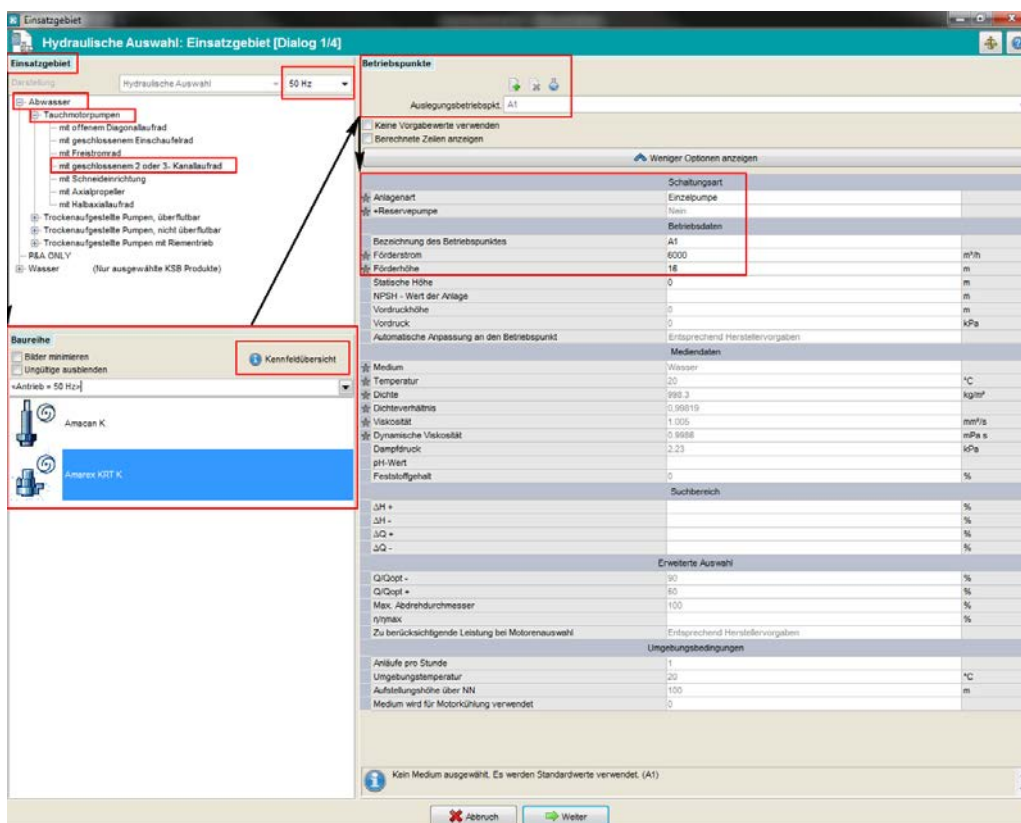 Einsatzgebiet
Hydraulische Auswahl: Einsatzgebiet [Dialog 1/4]
Einsatzgebiet
Darstellung Hydraulische Auswahl 50 Hz
Abwasser
Tauchmotorpumpen
mit offenem Diagonallaufrad
mit geschlossenem Einschaufelrad
mit Freistromrad
mit geschlossenem 2 oder 3- Kanallaufrad
mit Schneideinrichtung
mit Axialpropeller
mit Halbaxiallaufrad
Trockenaufgestellte Pumpen, überflutbar
Trockenaufgestellte Pumpen, nicht überflutbar
Trockenaufgestellte Pumpen mit Riementrieb
P&A ONLY
Wasser (Nur ausgewählte KSB Produkte)
Baureihe
Bilder minimieren
Ungültige ausblenden
Kennfeldübersicht
<Antrieb = 50 Hz>
Amacan K
Amarex KRT K
Betriebspunkte
Auslegungsbetriebspkt. A1
Keine Vorgabewerte verwenden
Berechnete Zeilen anzeigen
Weniger Optionen anzeigen
Schaltungsart
Anlagenart Einzelpumpe
+Reservepumpe Nein
Betriebsdaten
Bezeichnung des Betriebspunktes A1
Förderstrom 6000 m³/h
Förderhöhe 16 m
Statische Höhe 0 m
NPSH - Wert der Anlage m
Vordruckhöhe 0 m
Vordruck 0 kPa
Automatische Anpassung an den Betriebspunkt Entsprechend Herstellervorgaben
Mediendaten
Medium Wasser
Temperatur 20 °C
Dichte 998.3 kg/m³
Dichteverhältnis 0,99819
Viskosität 1.005 mm²/s
Dynamische Viskosität 0.9986 mPa s
Dampfdruck 2.23 kPa
pH-Wert
Feststoffgehalt 0 %
Suchbereich
ΔH + %
ΔH - %
ΔQ + %
ΔQ - %
Erweiterte Auswahl
Q/Qopt - 90 %
Q/Qopt + 60 %
Max. Abdrehdurchmesser 100 %
η/ηmax %
Zu berücksichtigende Leistung bei Motorenauswahl Entsprechend Herstellervorgaben
Umgebungsbedingungen
Anläufe pro Stunde 1
Umgebungstemperatur 20 °C
Aufstellungshöhe über NN 100 m
Medium wird für Motorkühlung verwendet 0
Kein Medium ausgewählt. Es werden Standardwerte verwendet. (A1)
Abbruch Weiter